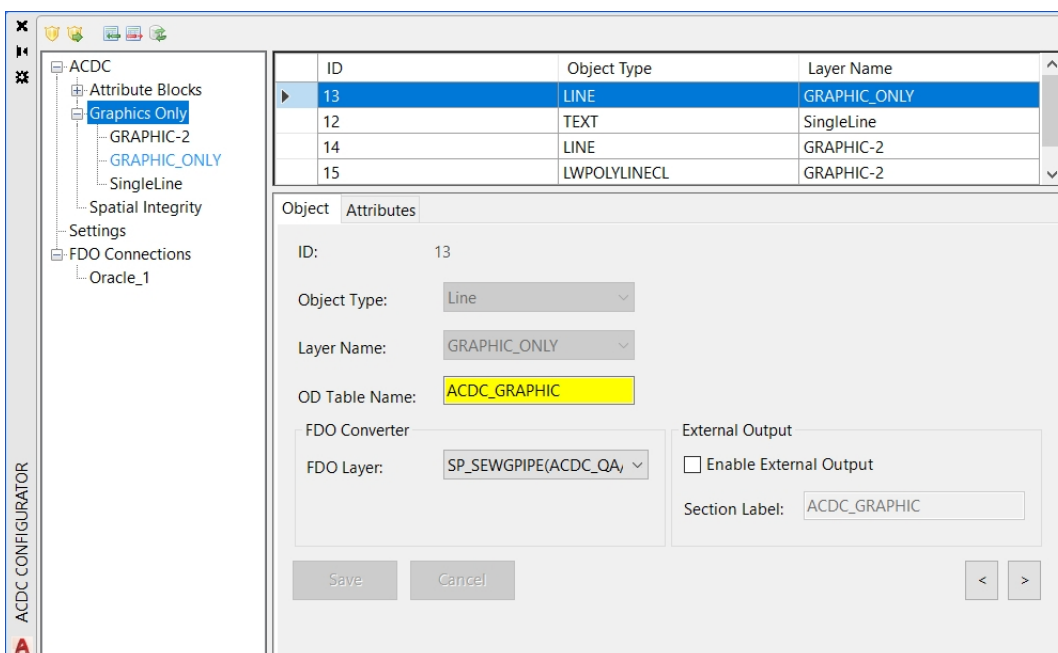 ACDC
Attribute Blocks
Graphics Only
GRAPHIC-2
GRAPHIC_ONLY
SingleLine
Spatial Integrity
Settings
FDO Connections
Oracle_1
ID Object Type Layer Name
13 LINE GRAPHIC_ONLY
12 TEXT SingleLine
14 LINE GRAPHIC-2
15 LWPOLYLINECL GRAPHIC-2
Object Attributes
ID: 13
Object Type: Line
Layer Name: GRAPHIC_ONLY
OD Table Name: ACDC_GRAPHIC
FDO Converter
FDO Layer: SP_SEWGPIPE(ACDC_QA/
External Output
Enable External Output
Section Label: ACDC_GRAPHIC
Save Cancel < >
ACDC CONFIGURATOR
A